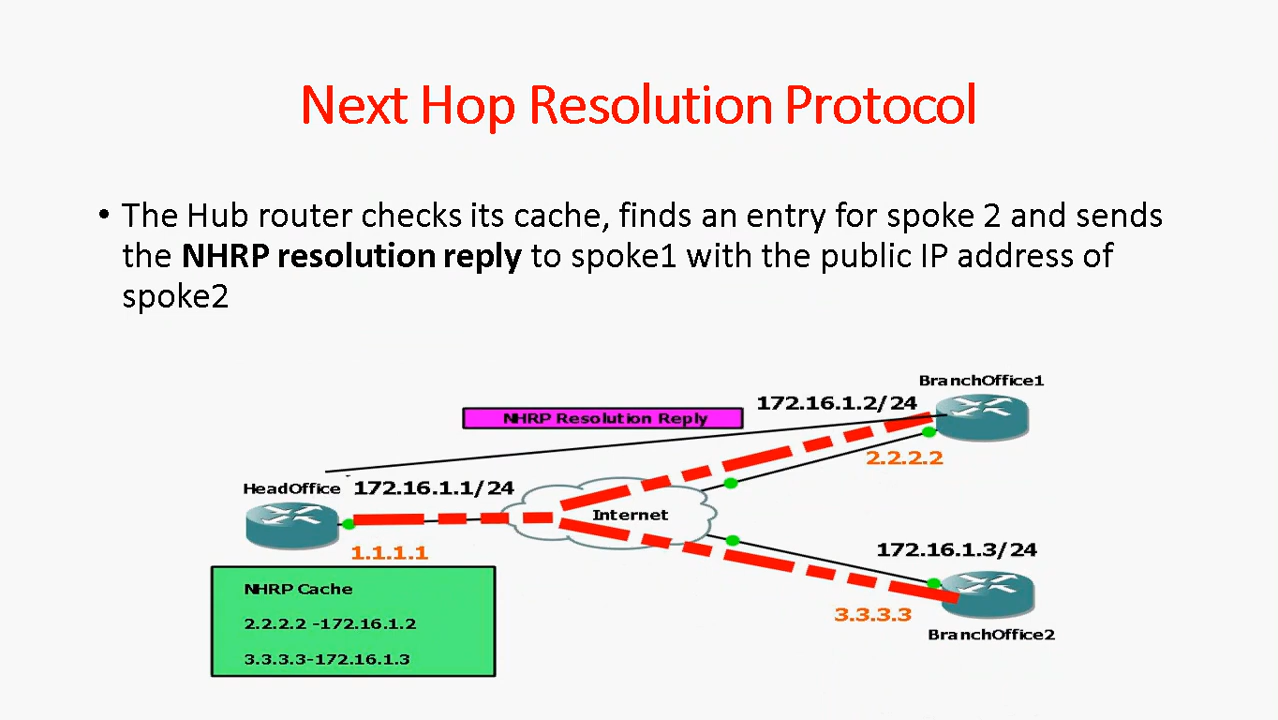 Next Hop Resolution Protocol
• The Hub router checks its cache, finds an entry for spoke 2 and sends
the NHRP resolution reply to spoke1 with the public IP address of
spoke2
BranchOffice1
172.16.1.2/24
NHRP Resolution Reply
2.2.2.2
HeadOffice
172.16.1.1/24
Internet
1.1.1.1
172.16.1.3/24
3.3.3.3
BranchOffice2
NHRP Cache
2.2.2.2 -172.16.1.2
3.3.3.3-172.16.1.3